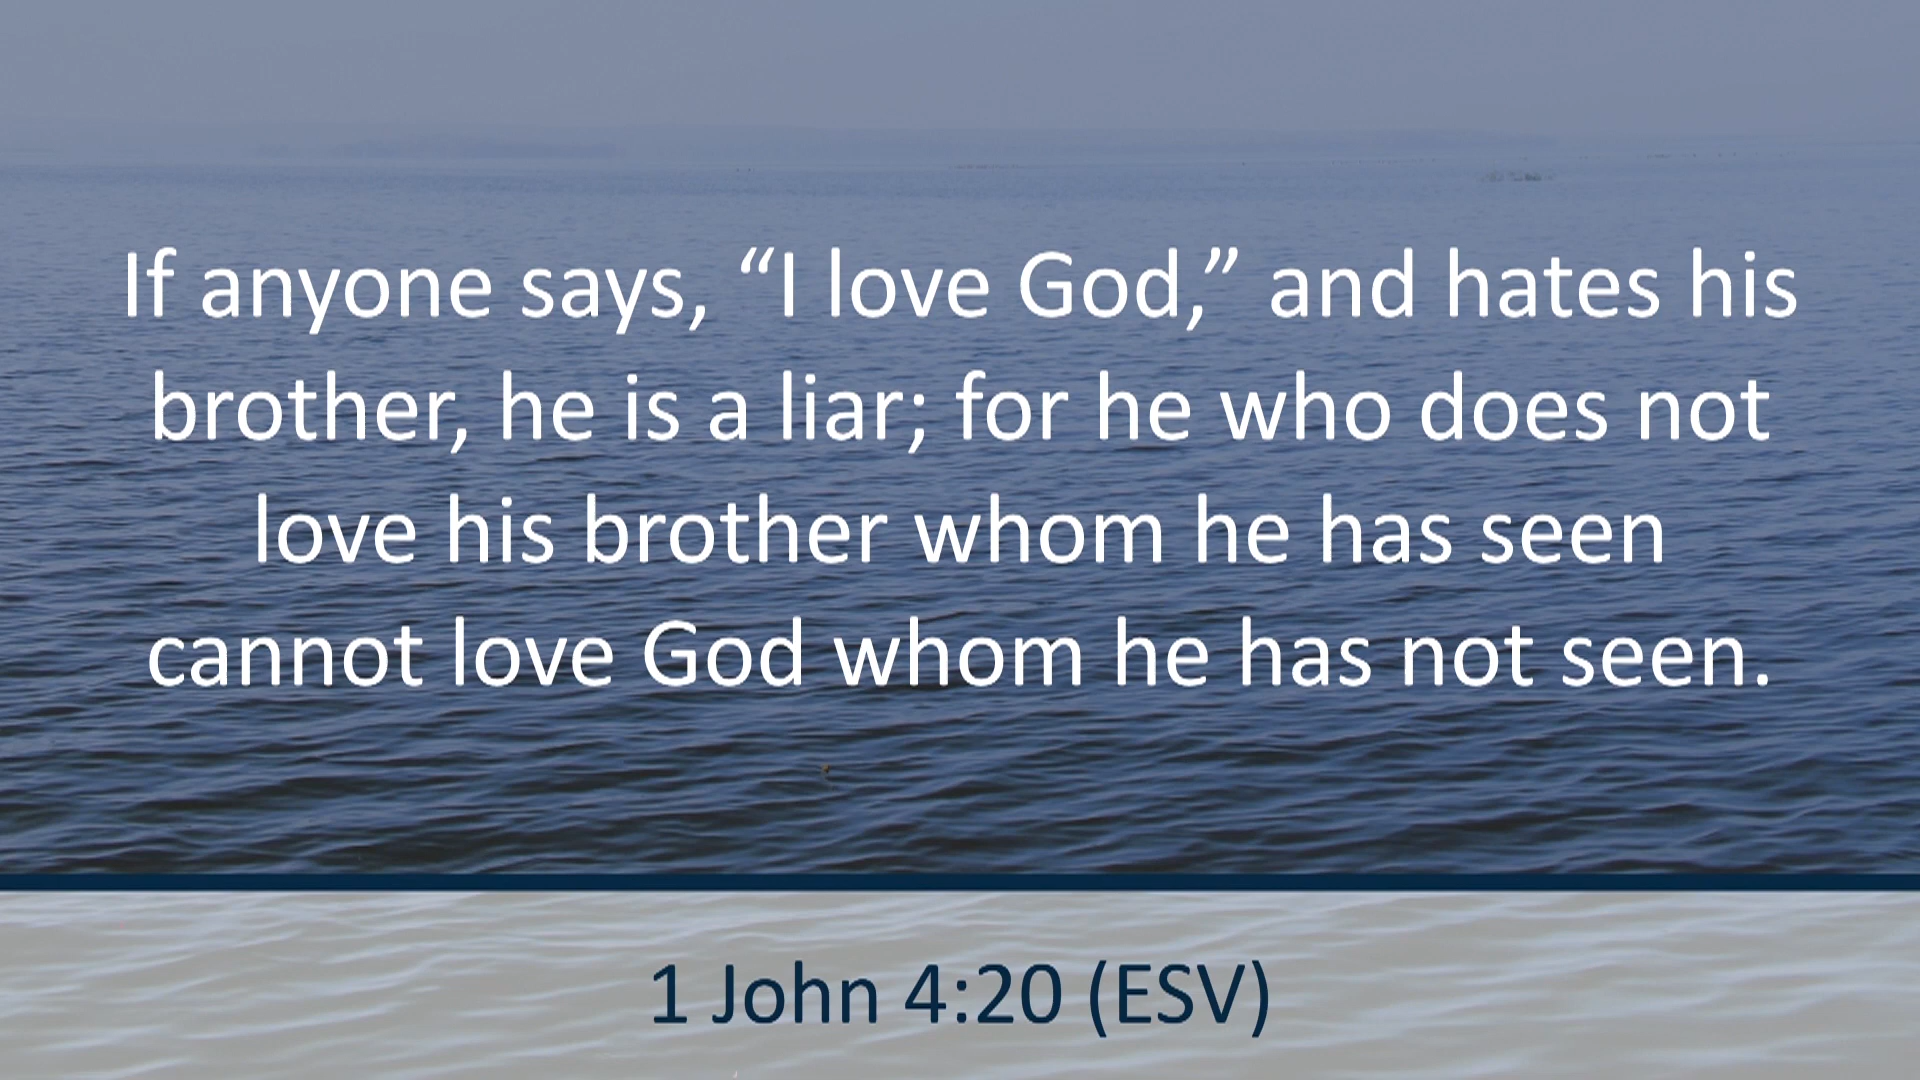 If anyone says, “I love God,” and hates his
brother, he is a liar; for he who does not
love his brother whom he has seen
cannot love God whom he has not seen.
1 John 4:20 (ESV)